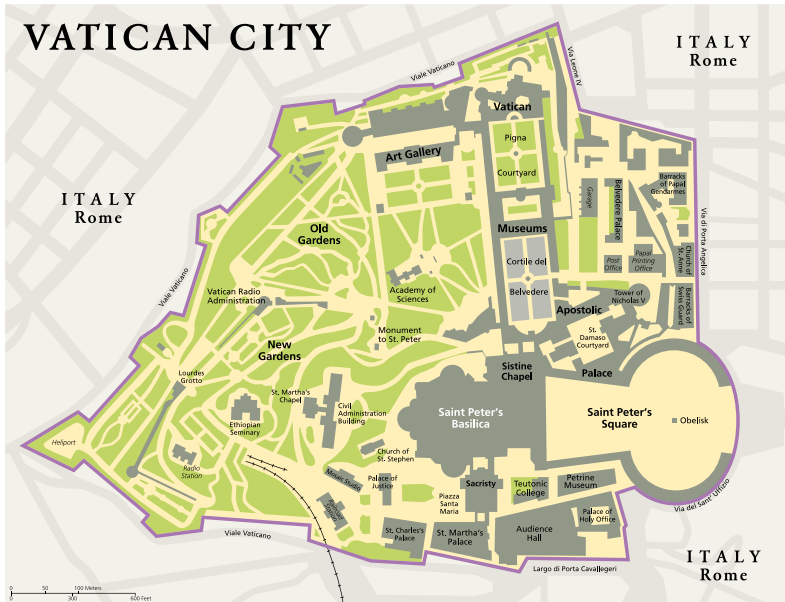 VATICAN CITY
ITALY
Rome
Viale Vaticano
Via Leone IV
Vatican
Pigna
Courtyard
Art Gallery
Barracks
of Papal
Gendarmes
Garage
Belvedere Palace
ITALY
Rome
Via di Porta Angelica
Old
Gardens
Museums
Cortile del
Belvedere
Post
Office
Papal
Printing
Office
Church of
St. Anne
Viale Vaticano
Vatican Radio
Administration
Academy of
Sciences
Tower of
Nicholas V
Barracks of
Swiss Guard
Apostolic
Monument
to St. Peter
St.
Damaso
Courtyard
New
Gardens
Sistine
Chapel
Palace
Lourdes
Grotto
St. Martha's
Chapel
Civil
Administration
Building
Ethiopian
Seminary
Saint Peter's
Basilica
Saint Peter's
Square
Obelisk
Heliport
Church of
St. Stephen
Radio
Station
Mosaic Studio
Palace of
Justice
Sacristy
Teutonic
College
Petrine
Museum
Railway
Station
Piazza
Santa
Maria
Via del Sant' Uffizio
Palace of
Holy Office
Viale Vaticano
St. Charle's
Palace
St. Martha's
Palace
Audience
Hall
Largo di Porta Cavallegeri
ITALY
Rome
0 50 100 Meters
0 300 600 Feet